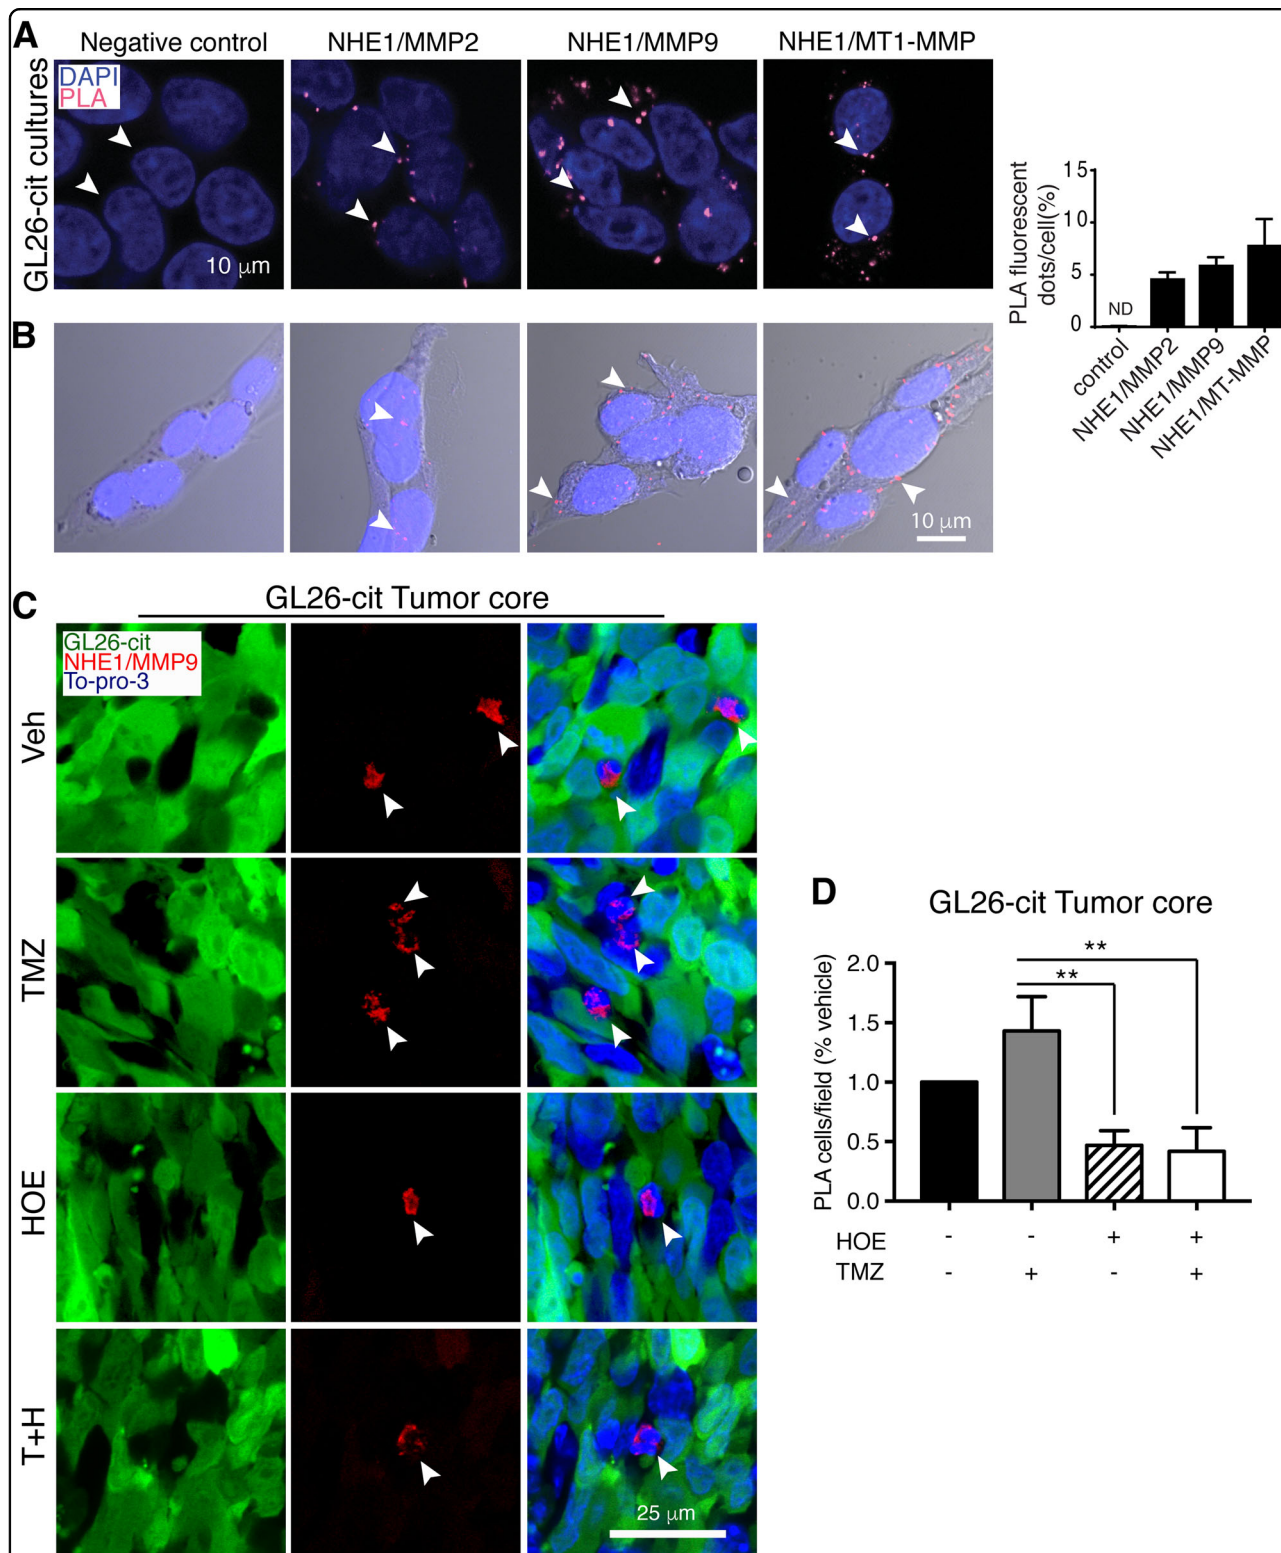 A
Negative control
NHE1/MMP2
NHE1/MMP9
NHE1/MT1-MMP
GL26-cit cultures
DAPI
PLA
10 μm
PLA fluorescent
dots/cell(%)
15
10
5
0
ND
control
NHE1/MMP2
NHE1/MMP9
NHE1/MT-MMP
B
10 μm
C
GL26-cit Tumor core
GL26-cit
NHE1/MMP9
To-pro-3
Veh
TMZ
HOE
T+H
25 μm
D
GL26-cit Tumor core
PLA cells/field (% vehicle)
2.0
1.5
1.0
0.5
0.0
**
**
HOE - - + +
TMZ - + - +